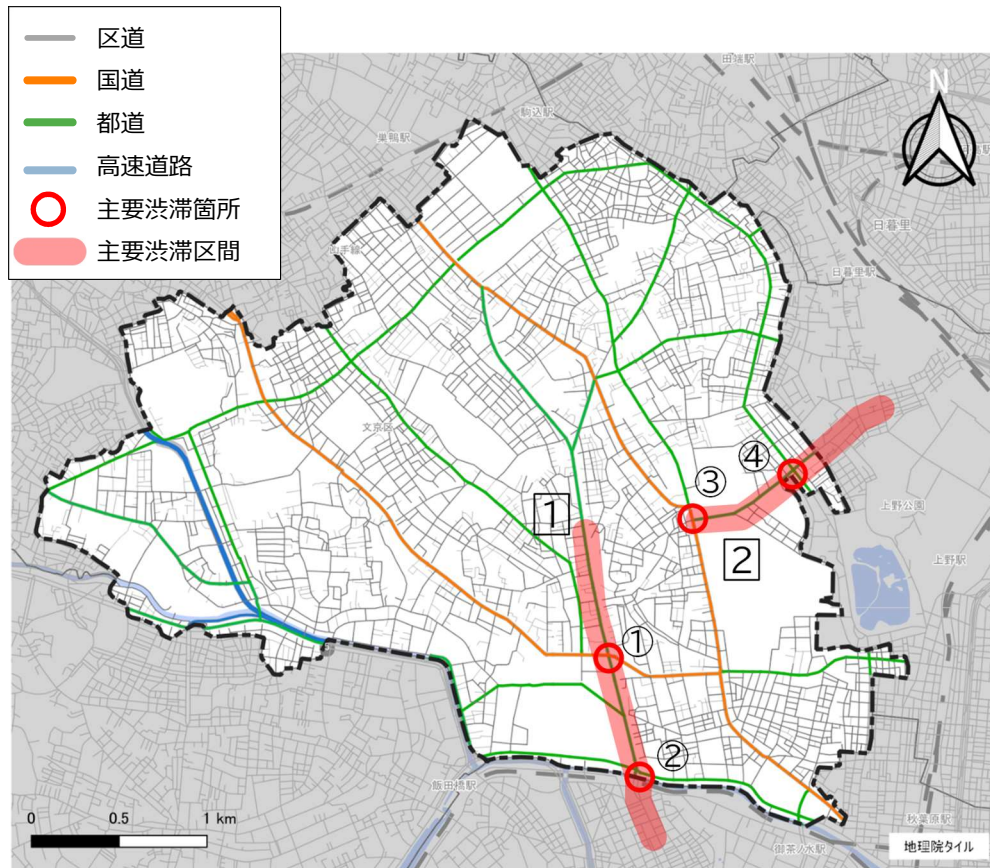 区道
国道
都道
高速道路
主要渋滞箇所
主要渋滞区間
N
田端駅
駒込駅
巣鴨駅
日暮里
日暮里駅
山手線
文京区
④
③
1
2
上野公園
上野駅
①
②
飯田橋駅
御茶ノ水駅
秋葉原駅
0 0.5 1 km
地理院タイル